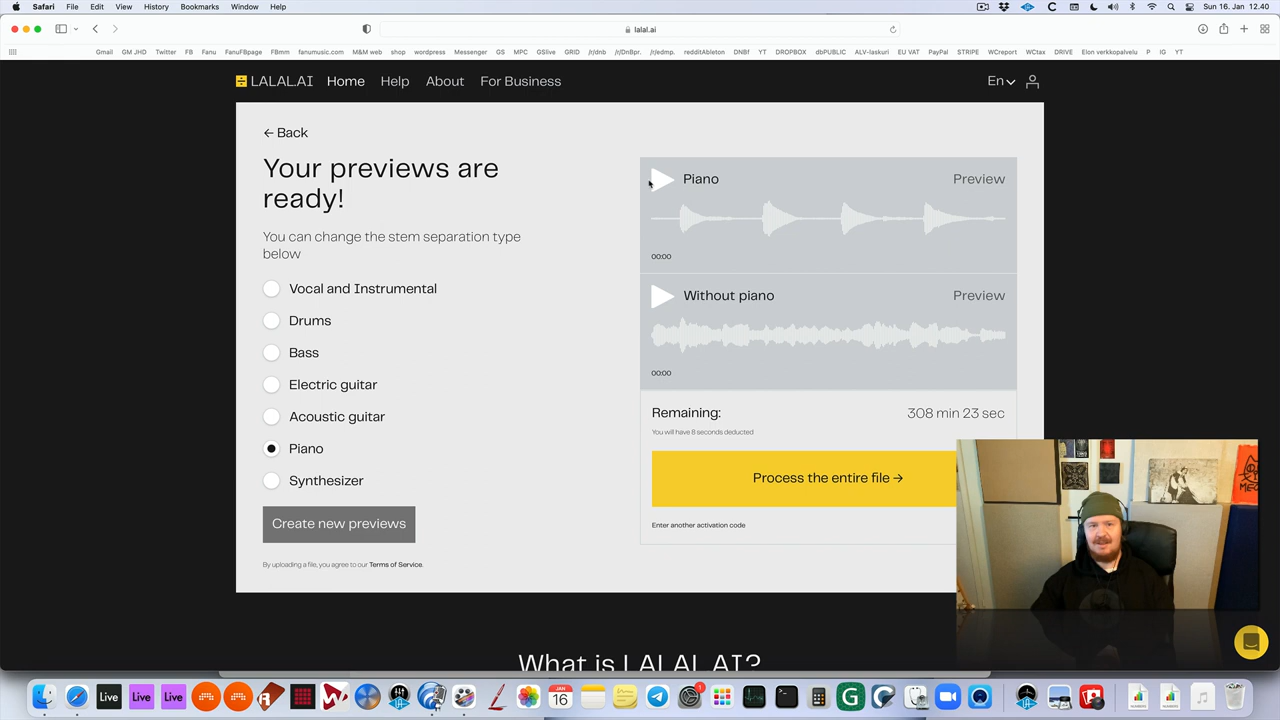 Safari File Edit View History Bookmarks Window Help Sun 16. Jan 12.40
lalal.ai
Gmail GM JHD Twitter FB Fanu FanuFBpage FBmm fanumusic.com M&M web shop wordpress Messenger GS MPC GSlive GRID /r/dnb /r/DnBpr. /r/edmp. redditAbleton DNBf YT DROPBOX dbPUBLIC ALV-laskuri EU VAT PayPal STRIPE WCreport WCtax DRIVE Elon verkkopalvelu P IG YT
LALAL.AI Home Help About For Business En
← Back
Your previews are
ready!
You can change the stem separation type
below
Vocal and Instrumental
Drums
Bass
Electric guitar
Acoustic guitar
Piano
Synthesizer
Create new previews
By uploading a file, you agree to our Terms of Service.
Piano Preview
00:00
Without piano Preview
00:00
Remaining: 308 min 23 sec
You will have 8 seconds deducted
Process the entire file →
Enter another activation code
What is LALAL.AI?
Live Live Live
JAN
16